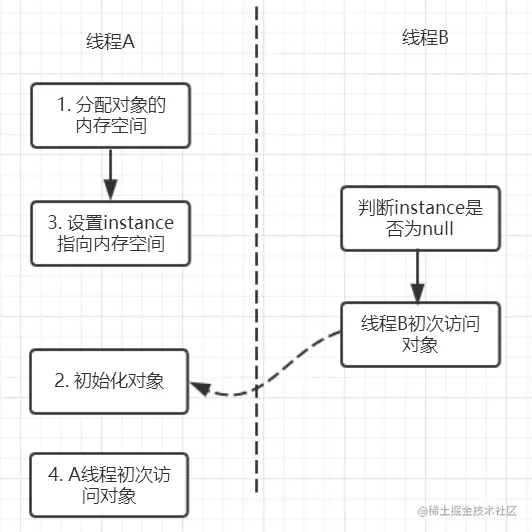 线程A
线程B
1. 分配对象的
内存空间
3. 设置instance
指向内存空间
判断instance是
否为null
线程B初次访问
对象
2. 初始化对象
4. A线程初次访
问对象
@稀土掘金技术社区